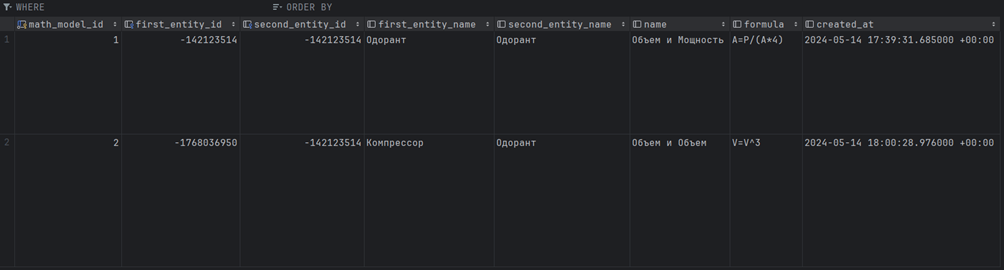 WHERE ORDER BY
math_model_id first_entity_id second_entity_id first_entity_name second_entity_name name formula created_at
1 1 -142123514 -142123514 Одорант Одорант Объем и Мощность A=P/(A*4) 2024-05-14 17:39:31.685000 +00:00
2 2 -1768036950 -142123514 Компрессор Одорант Объем и Объем V=V^3 2024-05-14 18:00:28.976000 +00:00